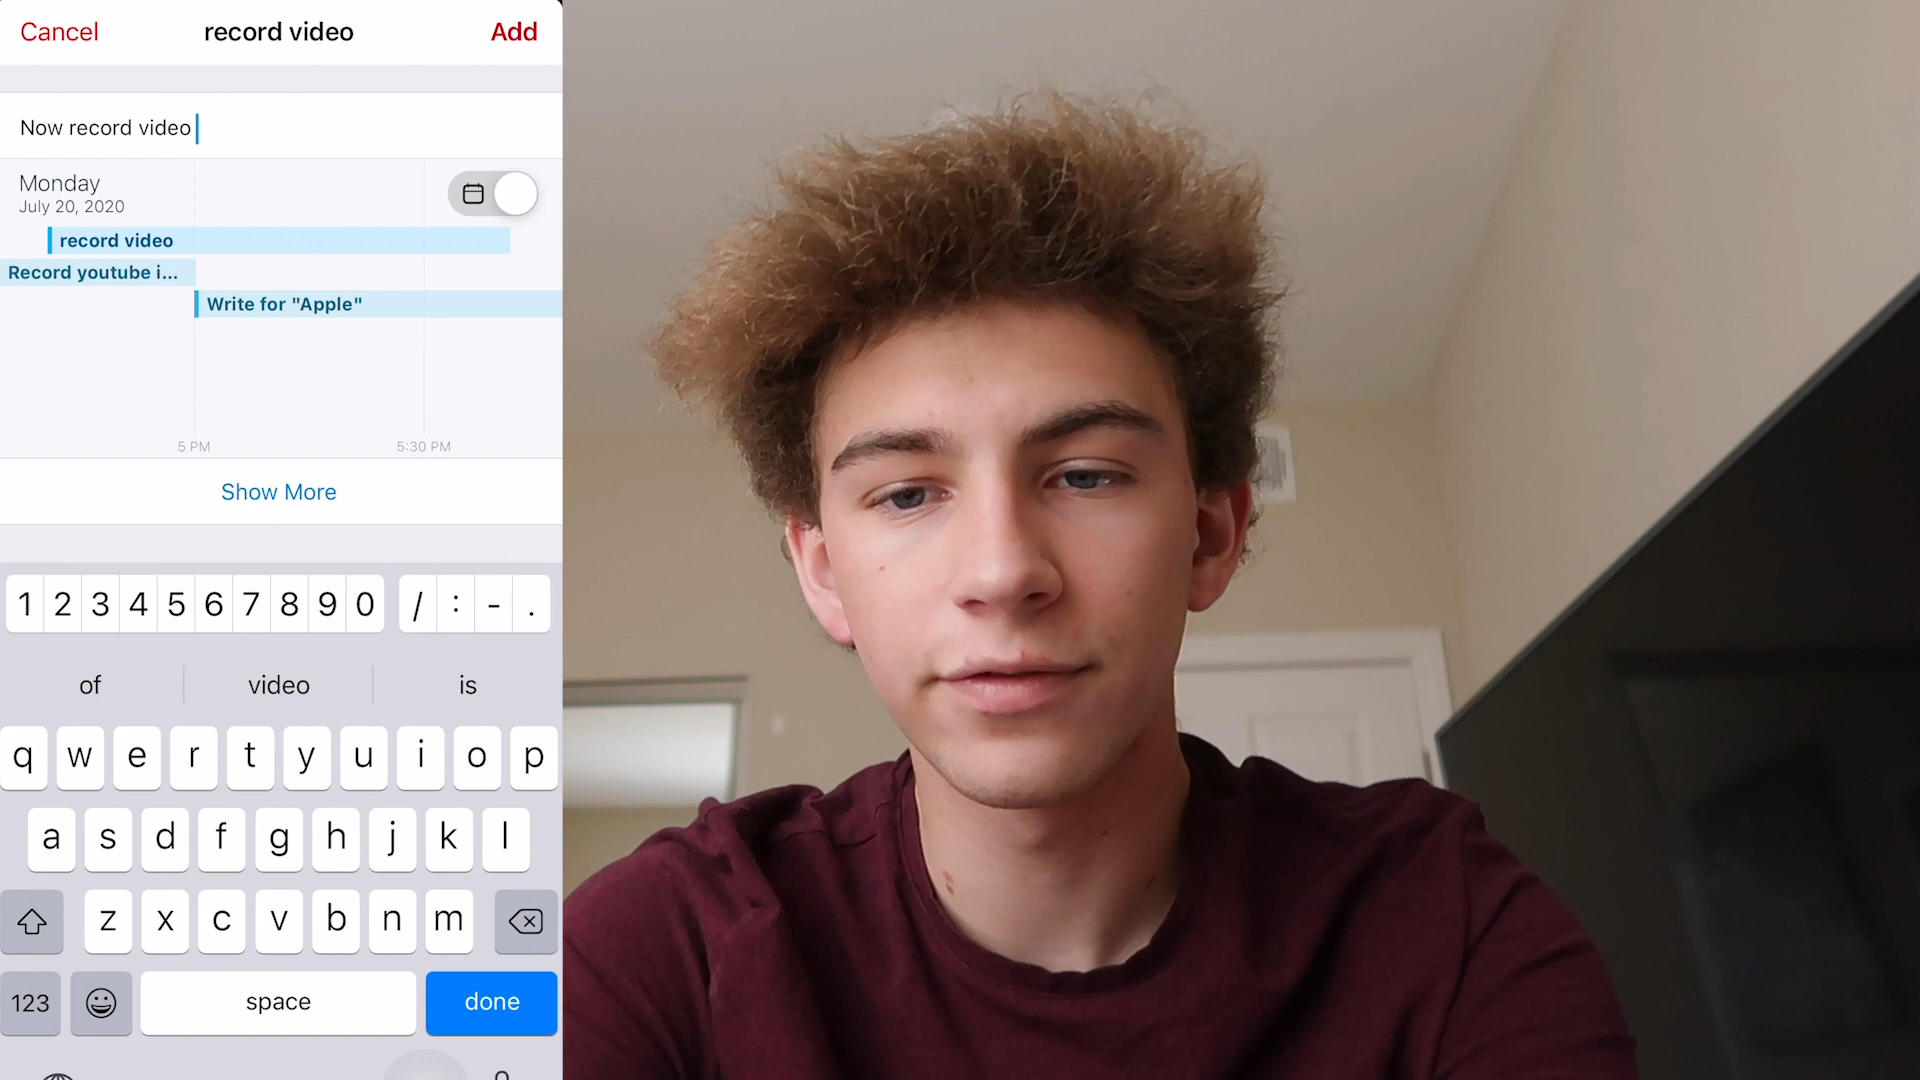 Cancel record video Add
Now record video
Monday
July 20, 2020
record video
Record youtube i...
Write for "Apple"
5 PM 5:30 PM
Show More
1 2 3 4 5 6 7 8 9 0 / : - .
of video is
q w e r t y u i o p
a s d f g h j k l
z x c v b n m
123 space done